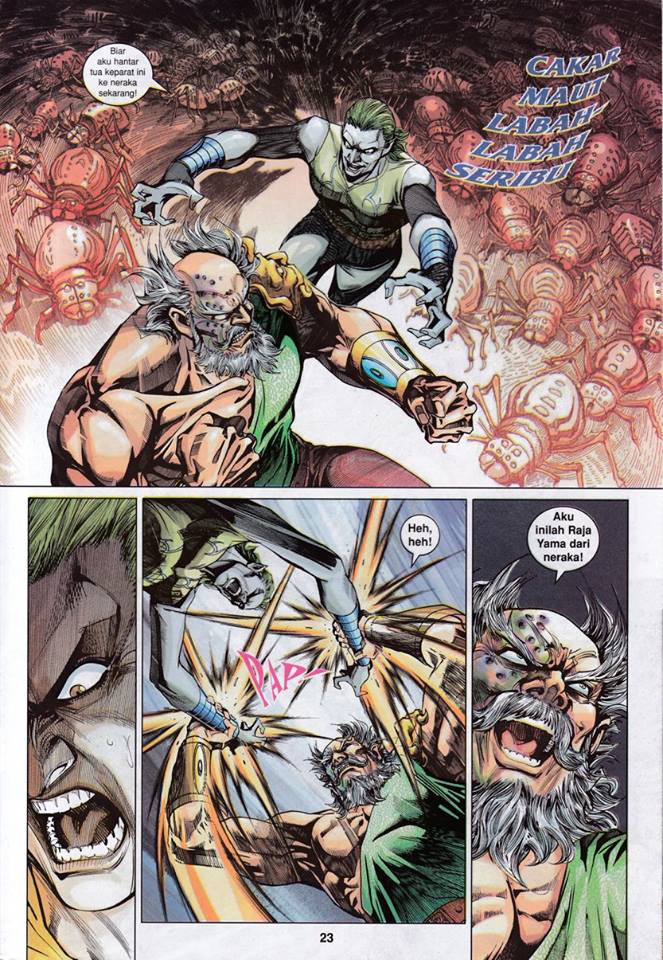 Biar
aku hantar
tua keparat ini
ke neraka
sekarang!
CAKAR
MAUT
LABAH-
LABAH
SERIBU
Heh,
heh!
PAP-
Aku
inilah Raja
Yama dari
neraka!
23